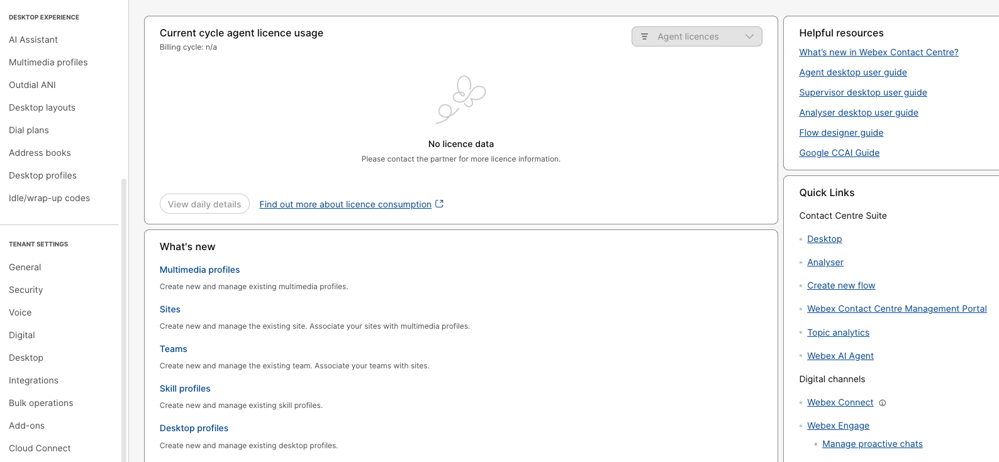 DESKTOP EXPERIENCE
AI Assistant
Multimedia profiles
Outdial ANI
Desktop layouts
Dial plans
Address books
Desktop profiles
Idle/wrap-up codes
TENANT SETTINGS
General
Security
Voice
Digital
Desktop
Integrations
Bulk operations
Add-ons
Cloud Connect
Current cycle agent licence usage
Billing cycle: n/a
Agent licences
No licence data
Please contact the partner for more licence information.
View daily details
Find out more about licence consumption
What's new
Multimedia profiles
Create new and manage existing multimedia profiles.
Sites
Create new and manage the existing site. Associate your sites with multimedia profiles.
Teams
Create new and manage the existing team. Associate your teams with sites.
Skill profiles
Create new and manage existing skill profiles.
Desktop profiles
Create new and manage existing desktop profiles.
Helpful resources
What’s new in Webex Contact Centre?
Agent desktop user guide
Supervisor desktop user guide
Analyser desktop user guide
Flow designer guide
Google CCAI Guide
Quick Links
Contact Centre Suite
Desktop
Analyser
Create new flow
Webex Contact Centre Management Portal
Topic analytics
Webex AI Agent
Digital channels
Webex Connect
Webex Engage
Manage proactive chats